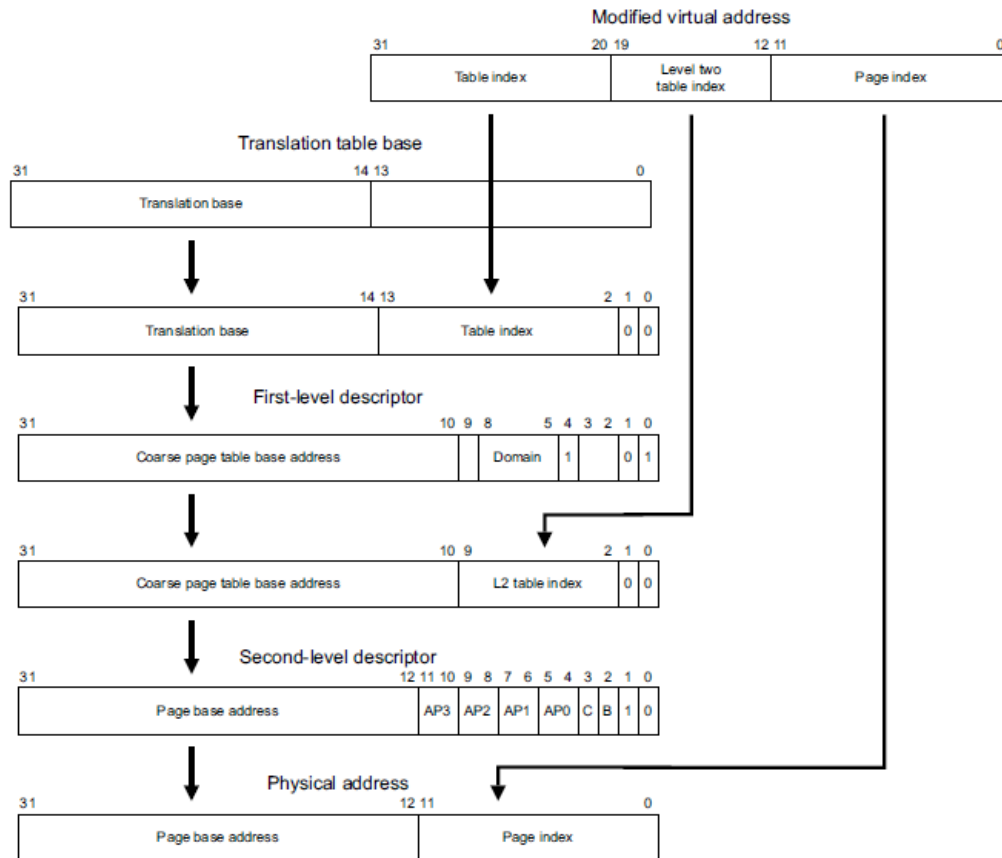 Modified virtual address
31 20 19 12 11 0
Table index
Level two
table index
Page index
Translation table base
31 14 13 0
Translation base
31 14 13 2 1 0
Translation base Table index 0 0
First-level descriptor
31 10 9 8 5 4 3 2 1 0
Coarse page table base address Domain 1 0 1
31 10 9 2 1 0
Coarse page table base address L2 table index 0 0
Second-level descriptor
31 12 11 10 9 8 7 6 5 4 3 2 1 0
Page base address AP3 AP2 AP1 AP0 C B 1 0
Physical address
31 12 11 0
Page base address Page index